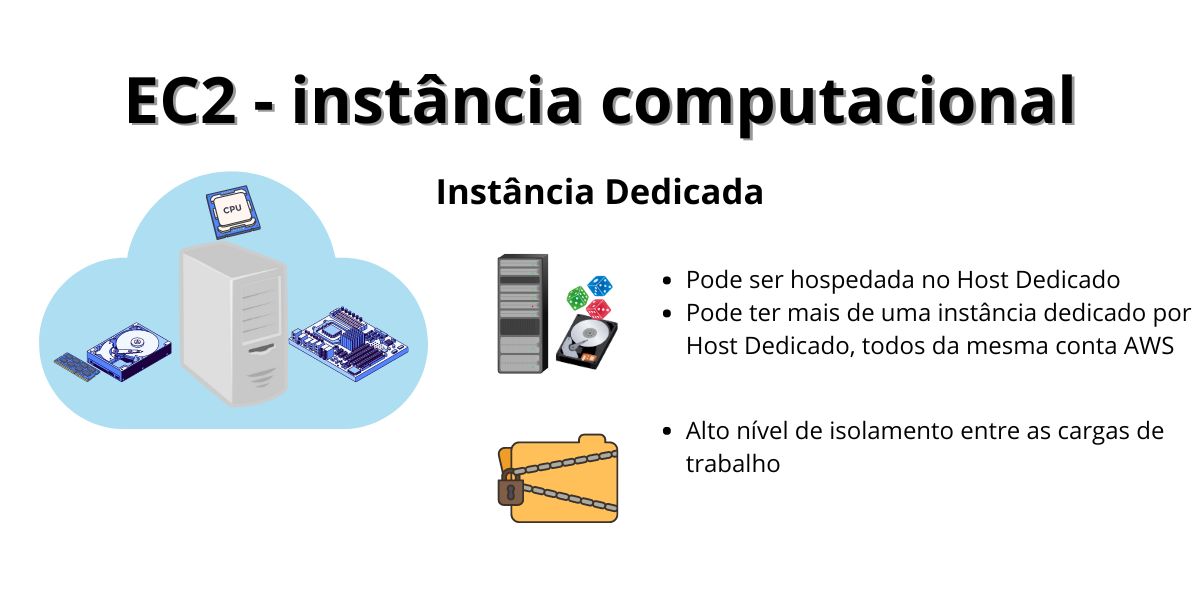 EC2 - instância computacional
Instância Dedicada
CPU
• Pode ser hospedada no Host Dedicado
• Pode ter mais de uma instância dedicado por
Host Dedicado, todos da mesma conta AWS
• Alto nível de isolamento entre as cargas de
trabalho